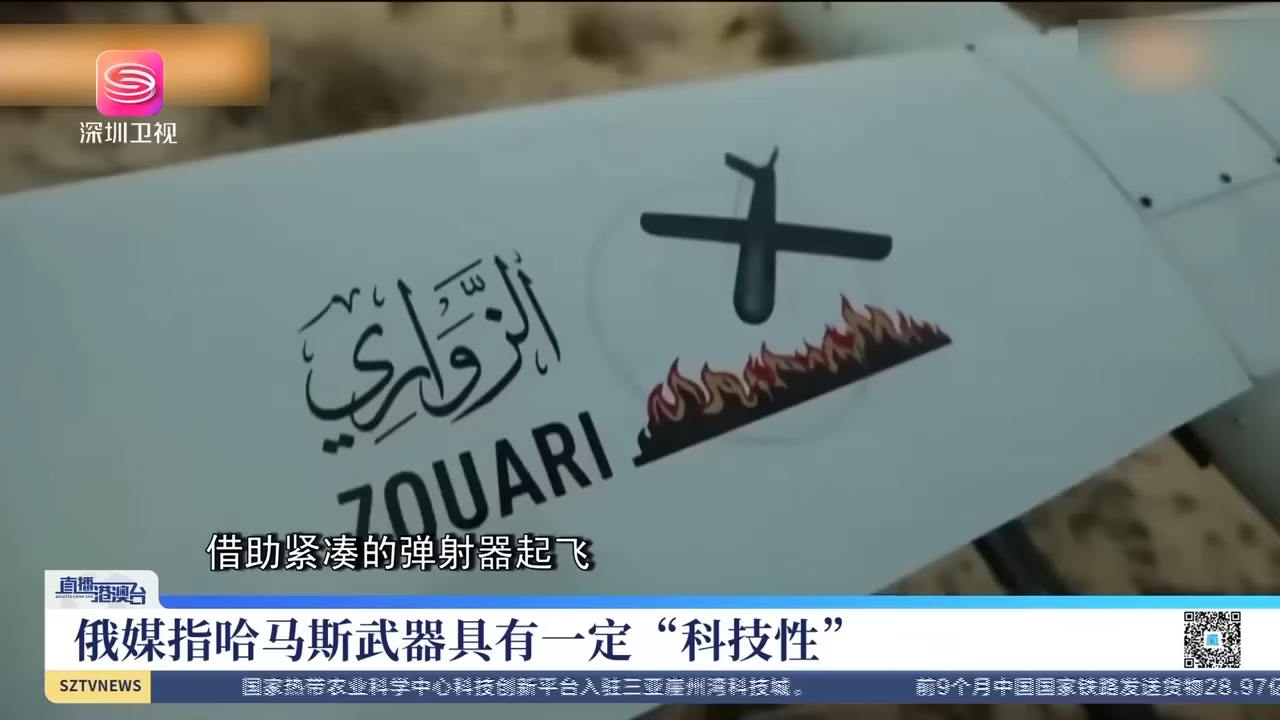 深圳卫视
الزَّوَّاري
ZOUARI
借助紧凑的弹射器起飞
直播港澳台
俄媒指哈马斯武器具有一定“科技性”
SZTVNEWS
国家热带农业科学中心科技创新平台入驻三亚崖州湾科技城。
前9个月中国国家铁路发送货物28.97亿